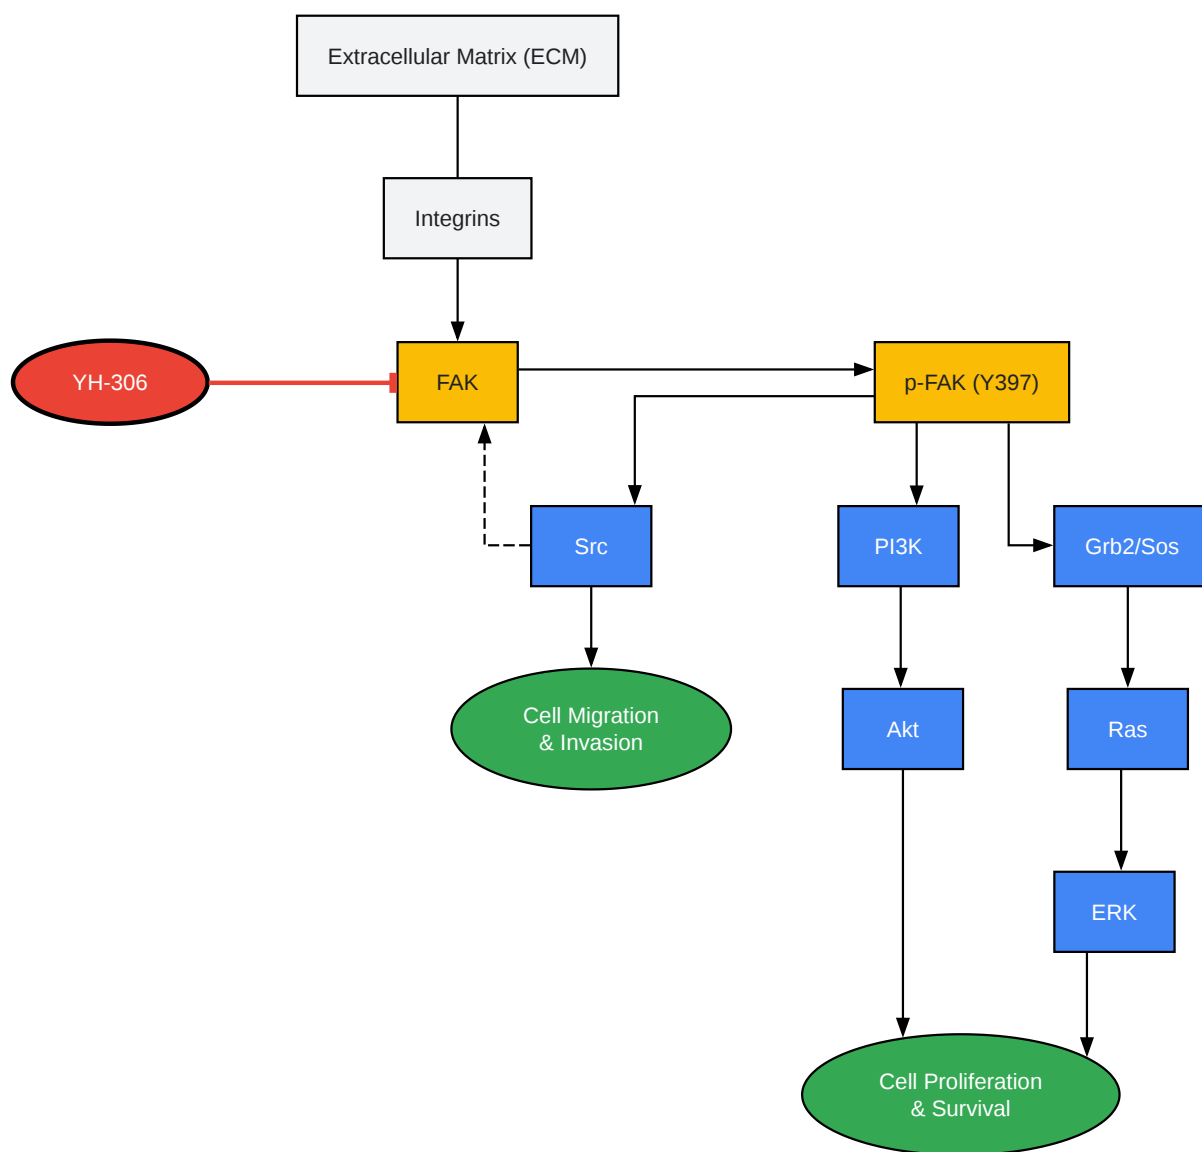 Extracellular Matrix (ECM)
Integrins
YH-306
FAK
p-FAK (Y397)
Src
PI3K
Grb2/Sos
Cell Migration
& Invasion
Akt
Ras
ERK
Cell Proliferation
& Survival